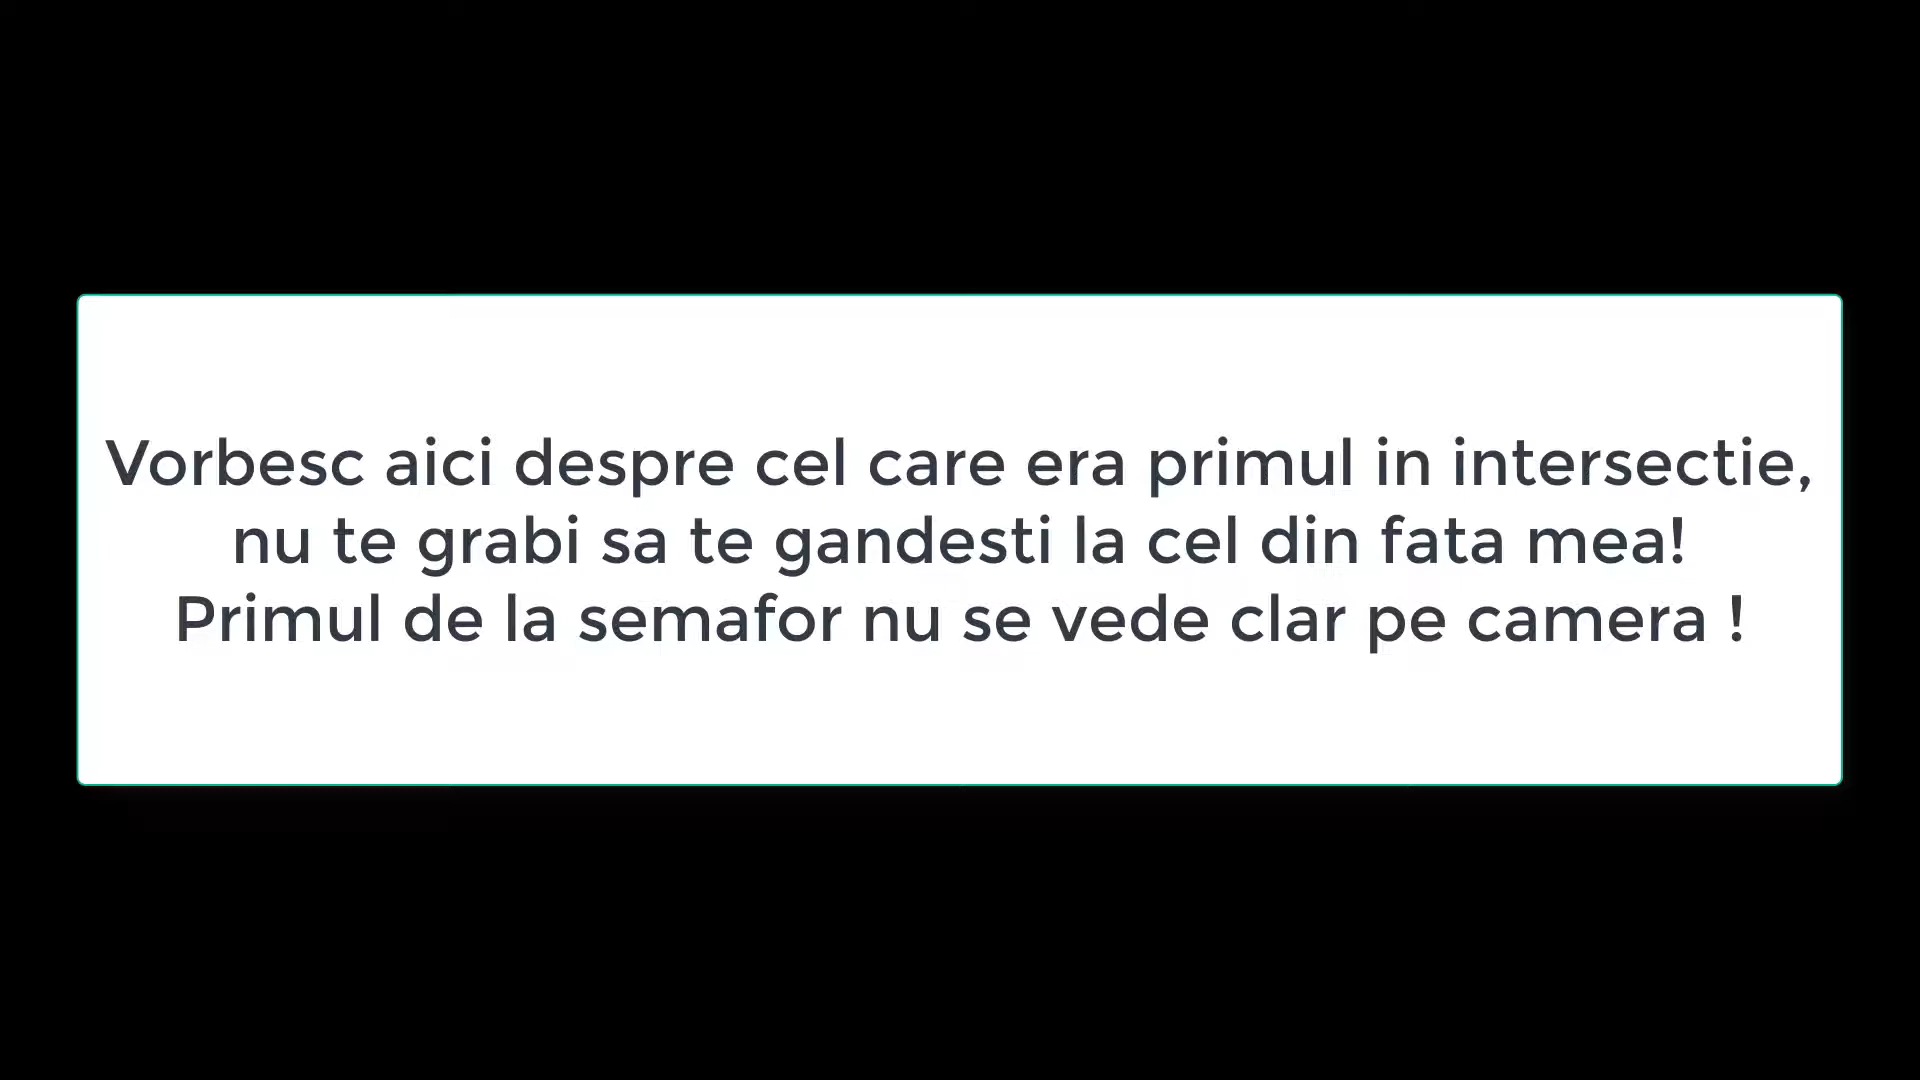 Vorbesc aici despre cel care era primul in intersectie,
nu te grabi sa te gandesti la cel din fata mea!
Primul de la semafor nu se vede clar pe camera !